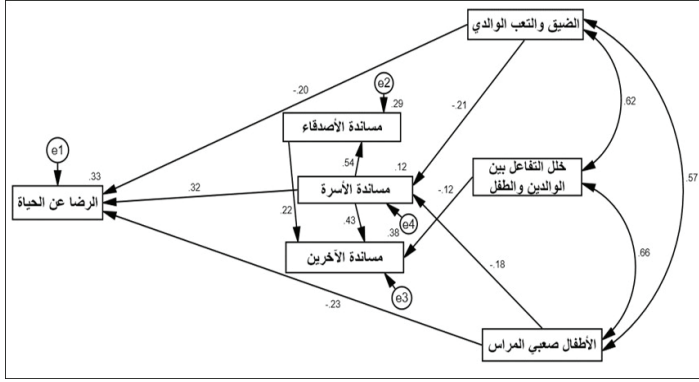 الضيق والتعب الوالدي
-.20
e2
.29
-.21
.62
مساندة الأصدقاء
e1
.54
.12
خلل التفاعل بين
الوالدين والطفل
.57
.33
.32
مساندة الأسرة
-.12
الرضا عن الحياة
.22
.43
e4
.38
مساندة الآخرين
.66
-.18
e3
-.23
الأطفال صعبي المراس